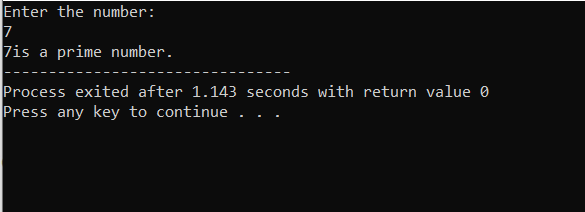 Enter the number:
7
7is a prime number.
--------------------------------
Process exited after 1.143 seconds with return value 0
Press any key to continue . . .